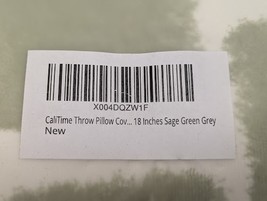 X004DQZW1F
CaliTime Throw Pillow Cov... 18 Inches Sage Green Grey
New